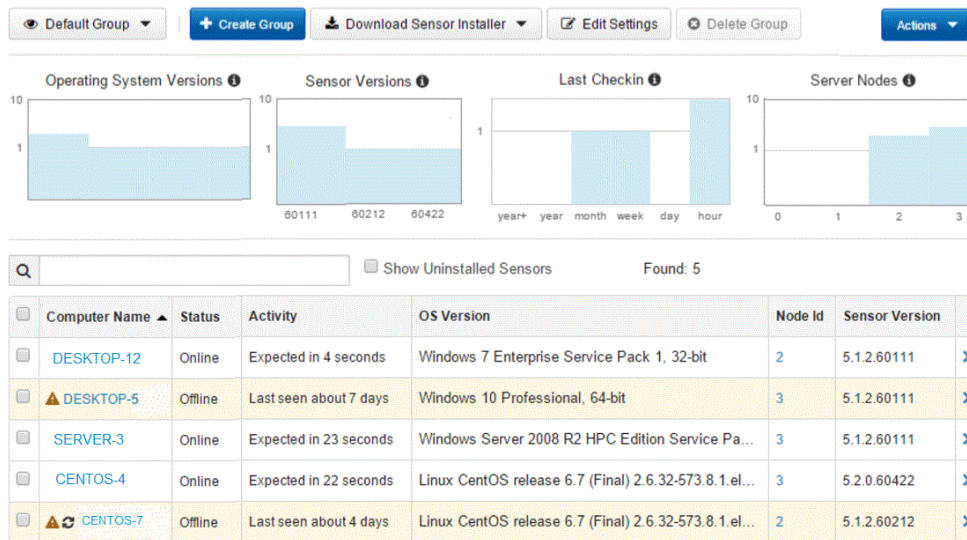 Default Group Create Group Download Sensor Installer Edit Settings Delete Group Actions
Operating System Versions Sensor Versions Last Checkin Server Nodes
10 10 10
1 1 1 1
60111 60212 60422 year+ year month week day hour 0 1 2 3
Show Uninstalled Sensors Found: 5
Computer Name Status Activity OS Version Node Id Sensor Version
DESKTOP-12 Online Expected in 4 seconds Windows 7 Enterprise Service Pack 1, 32-bit 2 5.1.2.60111
DESKTOP-5 Offline Last seen about 7 days Windows 10 Professional, 64-bit 3 5.1.2.60111
SERVER-3 Online Expected in 23 seconds Windows Server 2008 R2 HPC Edition Service Pa... 3 5.1.2.60111
CENTOS-4 Online Expected in 22 seconds Linux CentOS release 6.7 (Final) 2.6.32-573.8.1.el... 3 5.2.0.60422
CENTOS-7 Offline Last seen about 4 days Linux CentOS release 6.7 (Final) 2.6.32-573.8.1.el... 2 5.1.2.60212